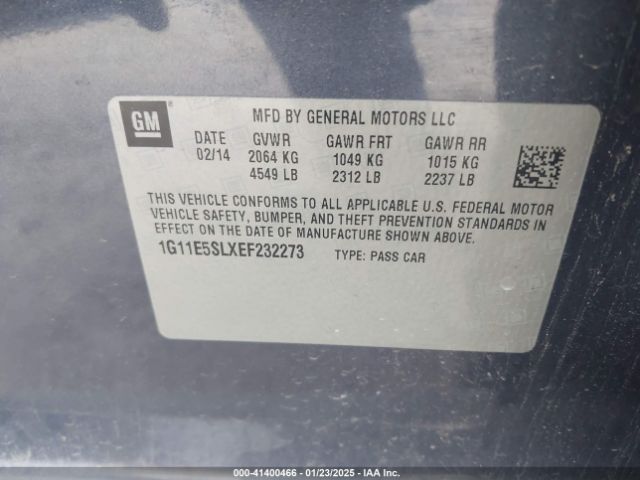 GM
MFD BY GENERAL MOTORS LLC
DATE GVWR GAWR FRT GAWR RR
02/14 2064 KG 1049 KG 1015 KG
4549 LB 2312 LB 2237 LB
THIS VEHICLE CONFORMS TO ALL APPLICABLE U.S. FEDERAL MOTOR
VEHICLE SAFETY, BUMPER, AND THEFT PREVENTION STANDARDS IN
EFFECT ON THE DATE OF MANUFACTURE SHOWN ABOVE.
1G11E5SLXEF232273 TYPE: PASS CAR
000-41400466 - 01/23/2025 - IAA Inc.